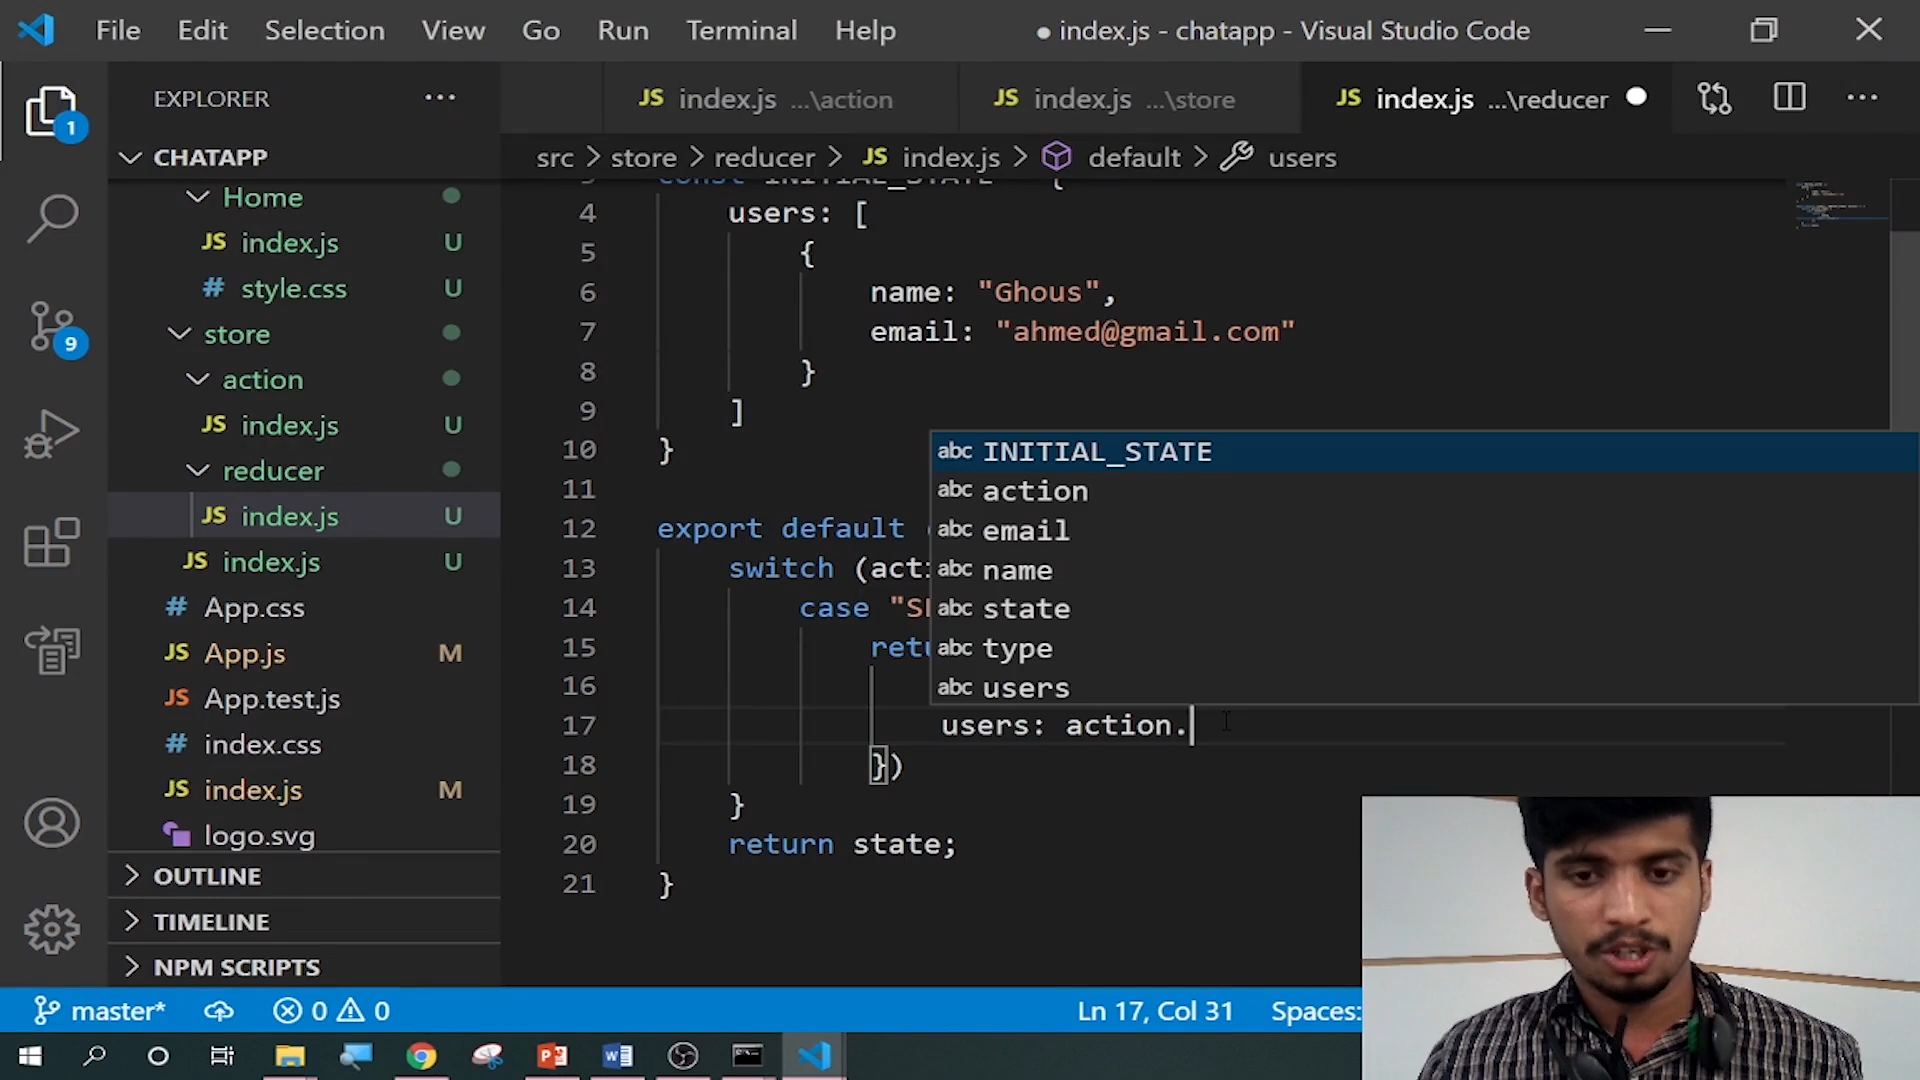 File Edit Selection View Go Run Terminal Help
● index.js - chatapp - Visual Studio Code
EXPLORER
JS index.js ...\action
JS index.js ...\store
JS index.js ...\reducer
CHATAPP
src > store > reducer > JS index.js > default > users
Home
JS index.js U
# style.css U
store
action
JS index.js U
reducer
JS index.js U
JS index.js U
# App.css
JS App.js M
JS App.test.js
# index.css
JS index.js M
logo.svg
OUTLINE
TIMELINE
NPM SCRIPTS
1
9
const INITIAL_STATE {
4 users: [
5 {
6 name: "Ghous",
7 email: "ahmed@gmail.com"
8 }
9 ]
10 }
11
12 export default
13 switch (acti
14 case "S
15 retu
16
17 users: action.
18 })
19 }
20 return state;
21 }
abc INITIAL_STATE
abc action
abc email
abc name
abc state
abc type
abc users
master* 0 0
Ln 17, Col 31 Spaces: